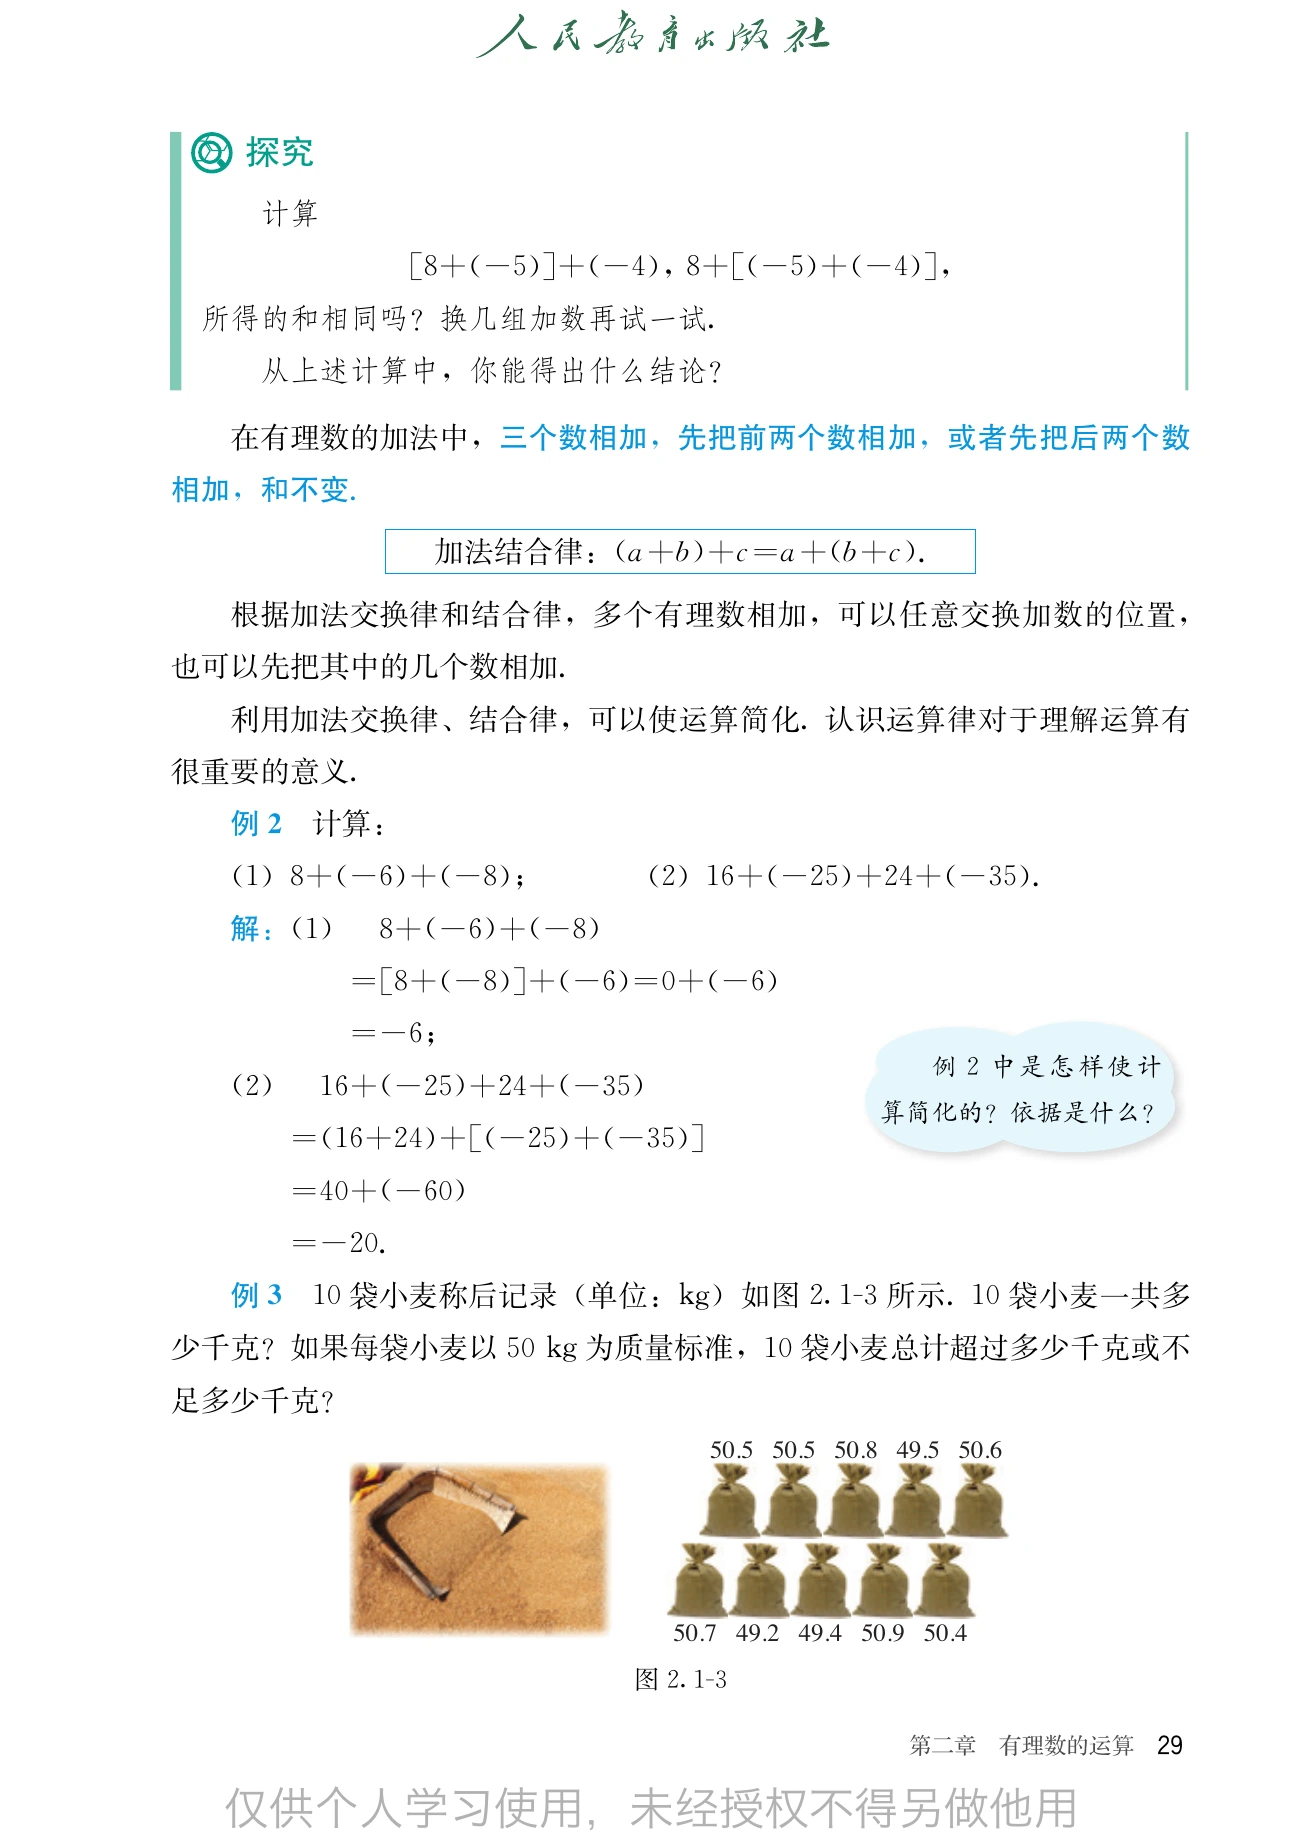 人民教育出版社
探究
计算
[8+(－5)]+(－4), 8+[(－5)+(－4)],
所得的和相同吗？换几组加数再试一试.
从上述计算中，你能得出什么结论？
在有理数的加法中，三个数相加，先把前两个数相加，或者先把后两个数
相加，和不变.
加法结合律：(a+b)+c=a+(b+c).
根据加法交换律和结合律，多个有理数相加，可以任意交换加数的位置，
也可以先把其中的几个数相加.
利用加法交换律、结合律，可以使运算简化. 认识运算律对于理解运算有
很重要的意义.
例 2 计算：
(1) 8+(－6)+(－8); (2) 16+(－25)+24+(－35).
解：(1) 8+(－6)+(－8)
=[8+(－8)]+(－6)=0+(－6)
=－6;
例 2 中是怎样使计
算简化的？依据是什么？
(2) 16+(－25)+24+(－35)
=(16+24)+[(－25)+(－35)]
=40+(－60)
=－20.
例 3 10 袋小麦称后记录（单位：kg）如图 2.1-3 所示. 10 袋小麦一共多
少千克？如果每袋小麦以 50 kg 为质量标准，10 袋小麦总计超过多少千克或不
足多少千克？
50.5 50.5 50.8 49.5 50.6
50.7 49.2 49.4 50.9 50.4
图 2.1-3
第二章 有理数的运算 29
仅供个人学习使用，未经授权不得另做他用